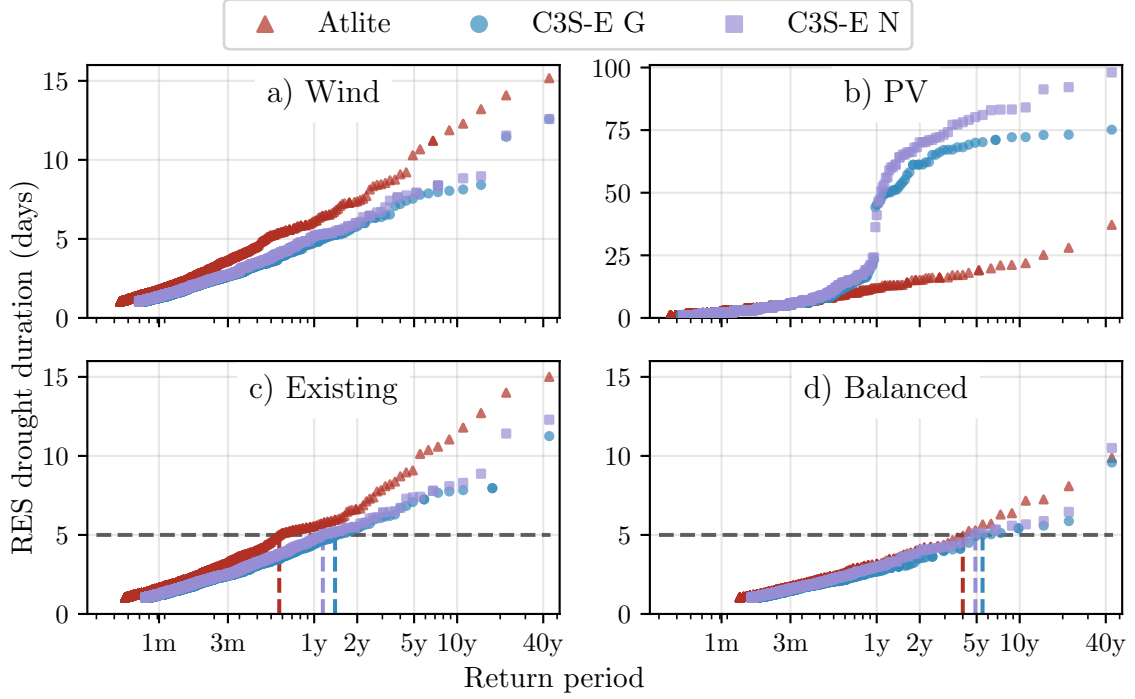 Atlite C3S-E G C3S-E N
a) Wind
15
10
5
0
b) PV
100
75
50
25
0
RES drought duration (days)
c) Existing
15
10
5
0
1m 3m 1y 2y 5y 10y 40y
d) Balanced
15
10
5
0
1m 3m 1y 2y 5y 10y 40y
Return period